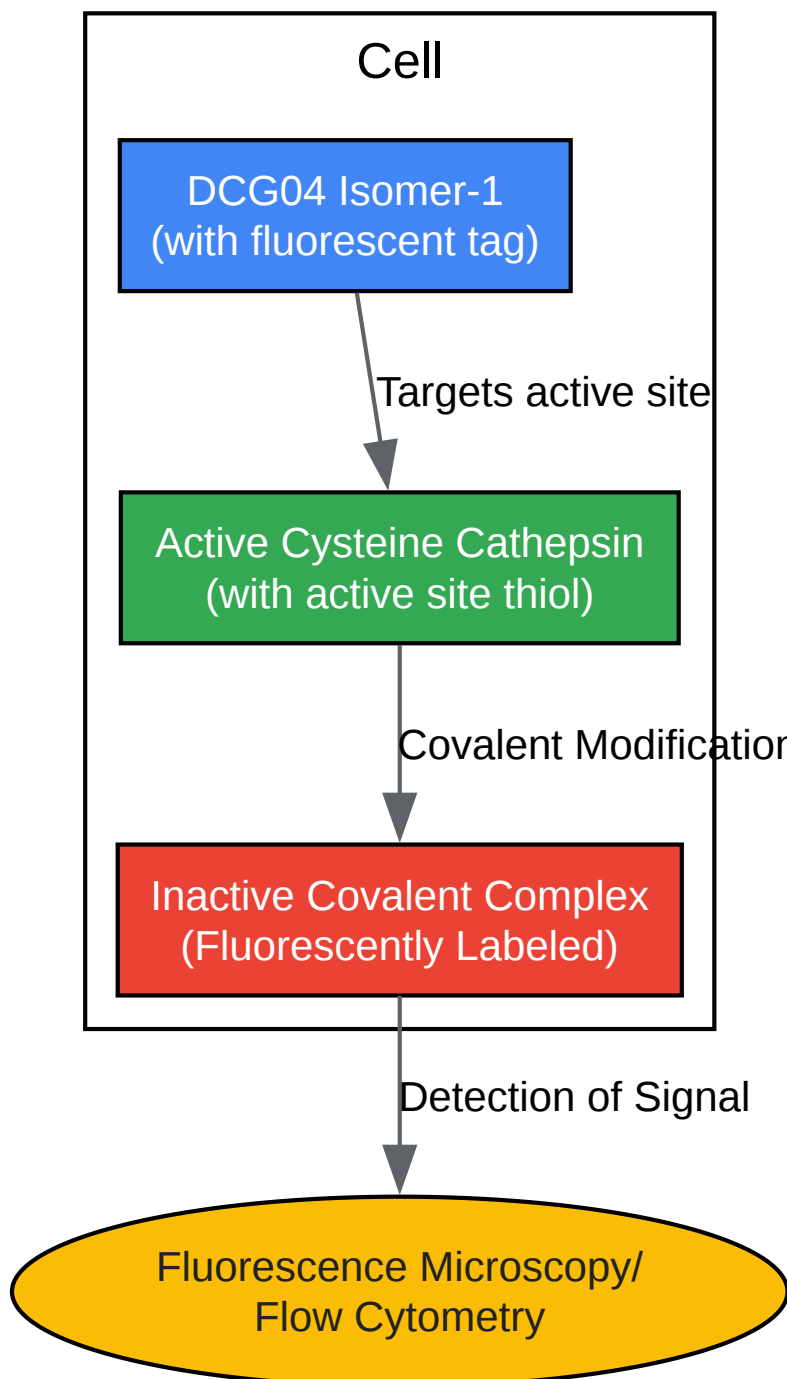 Cell
DCG04 Isomer-1
(with fluorescent tag)
Targets active site
Active Cysteine Cathepsin
(with active site thiol)
Covalent Modification
Inactive Covalent Complex
(Fluorescently Labeled)
Detection of Signal
Fluorescence Microscopy/
Flow Cytometry